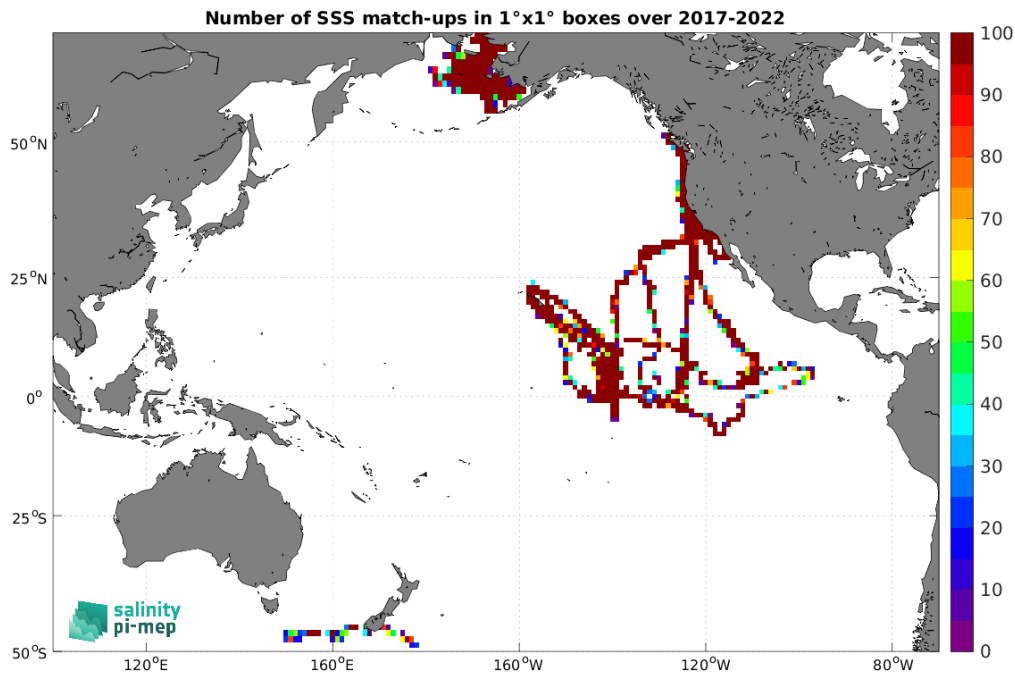 Number of SSS match-ups in 1°x1° boxes over 2017-2022
100
90
80
70
60
50
40
30
20
10
0
50°N
25°N
0°
25°S
50°S
120°E
160°E
160°W
120°W
80°W
salinity
pi-mep